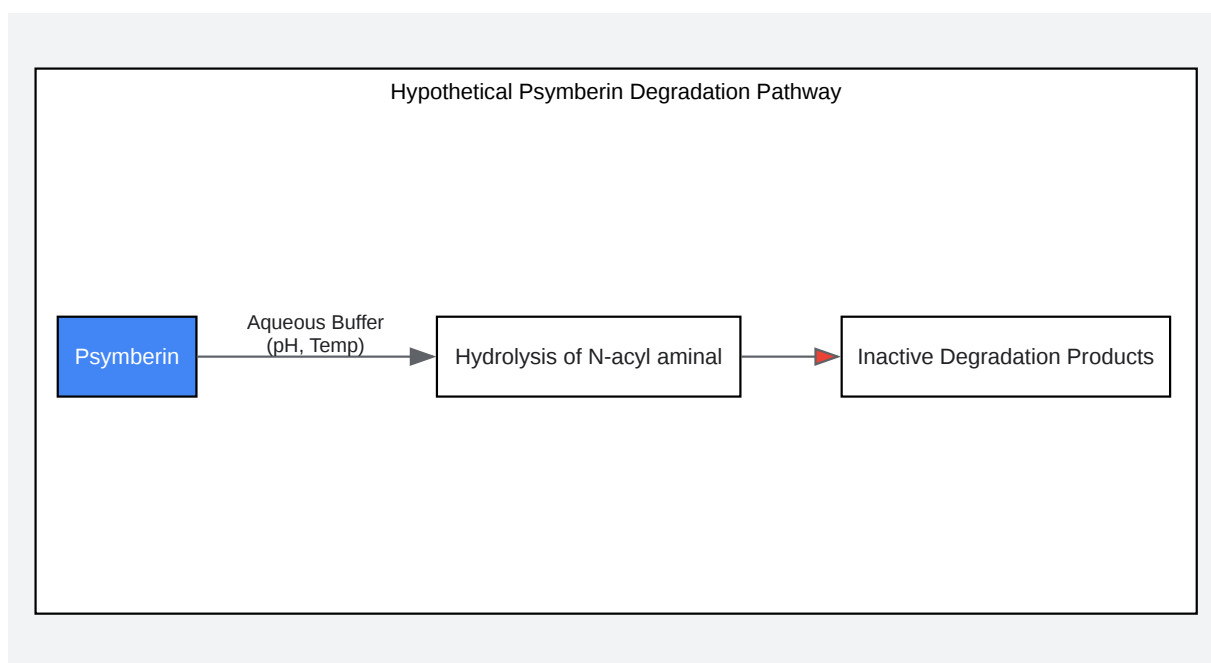 Hypothetical Psymberin Degradation Pathway
Psymberin
Aqueous Buffer
(pH, Temp)
Hydrolysis of N-acyl aminal
Inactive Degradation Products